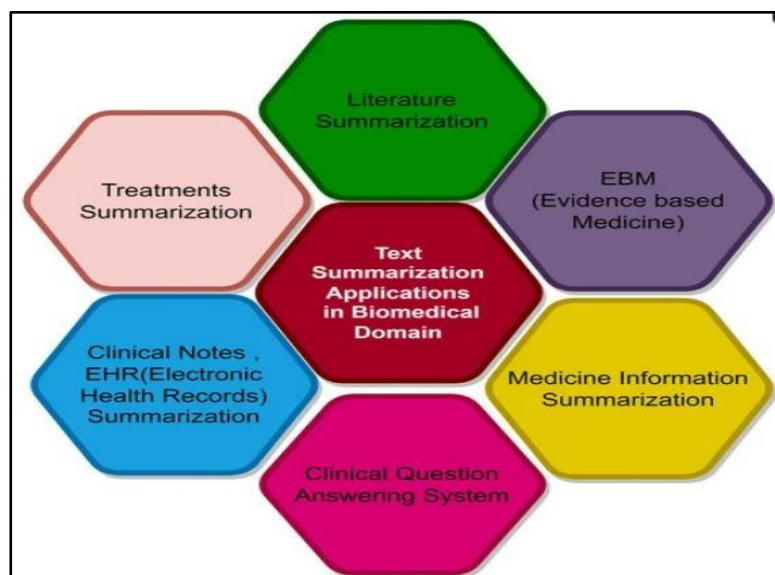 Literature
Summarization
Treatments
Summarization
EBM
(Evidence based
Medicine)
Text
Summarization
Applications
in Biomedical
Domain
Clinical Notes ,
EHR(Electronic
Health Records)
Summarization
Medicine Information
Summarization
Clinical Question
Answering System